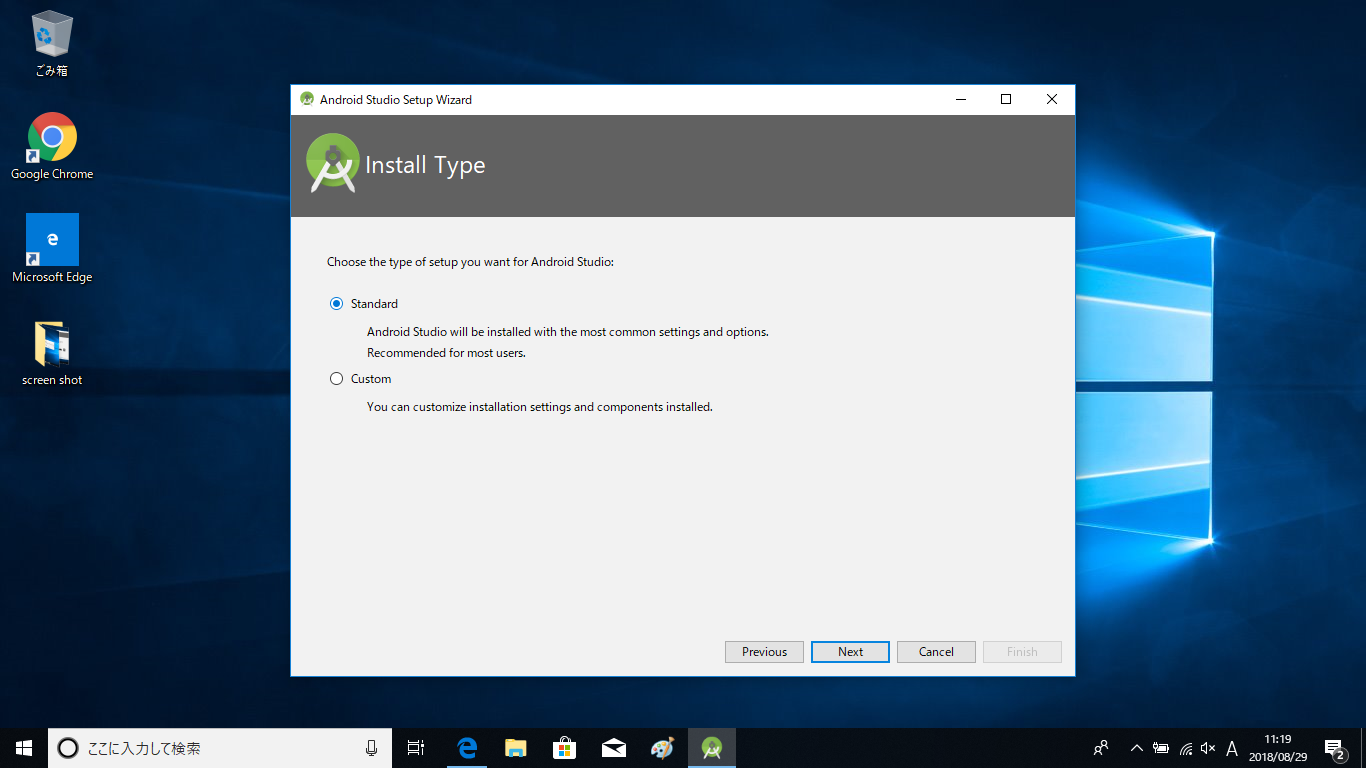 ごみ箱
Google Chrome
Microsoft Edge
screen shot
Android Studio Setup Wizard
Install Type
Choose the type of setup you want for Android Studio:
Standard
Android Studio will be installed with the most common settings and options.
Recommended for most users.
Custom
You can customize installation settings and components installed.
Previous
Next
Cancel
Finish
ここに入力して検索
A
11:19
2018/08/29
2